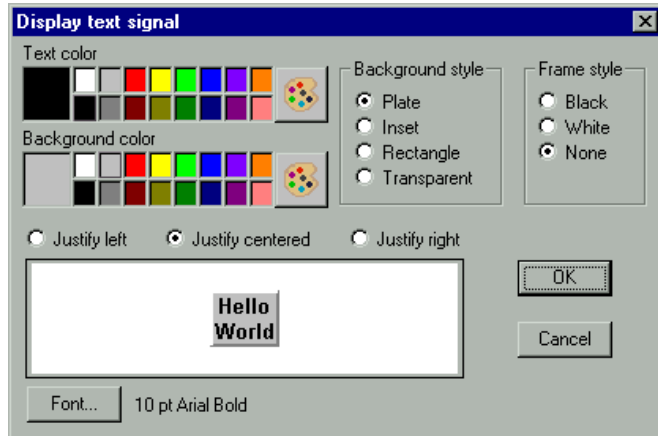 Display text signal
Text color
Background color
Background style
Plate
Inset
Rectangle
Transparent
Frame style
Black
White
None
Justify left
Justify centered
Justify right
Hello
World
OK
Cancel
Font...
10 pt Arial Bold